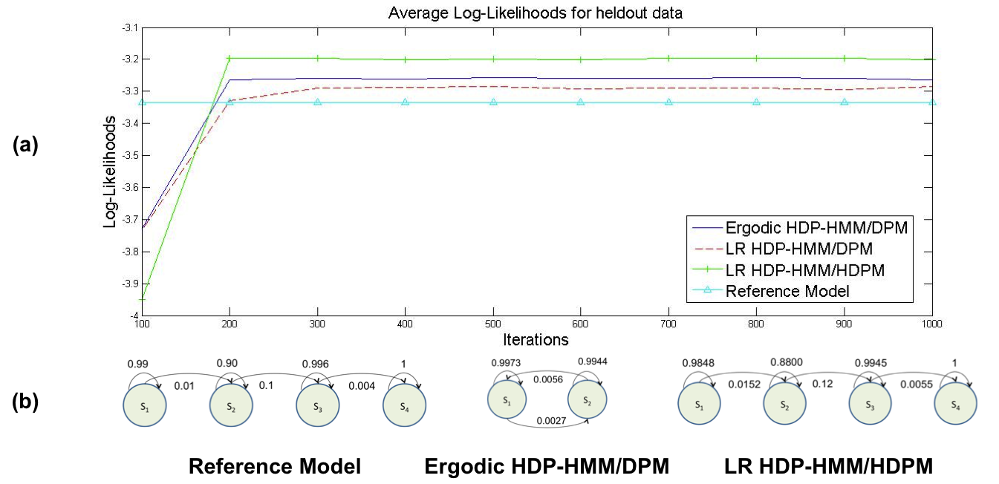 Average Log-Likelihoods for heldout data
(a)
Log-Likelihoods
-3.1
-3.2
-3.3
-3.4
-3.5
-3.6
-3.7
-3.8
-3.9
-4
Ergodic HDP-HMM/DPM
LR HDP-HMM/DPM
LR HDP-HMM/HDPM
Reference Model
100 200 300 400 500 600 700 800 900 1000
Iterations
(b)
0.99 0.90 0.996 1
0.01 0.1 0.004
S1 S2 S3 S4
0.9973 0.9944
0.0056
S1 S2
0.0027
0.9848 0.8800 0.9945 1
0.0152 0.12 0.0055
S1 S2 S3 S4
Reference Model Ergodic HDP-HMM/DPM LR HDP-HMM/HDPM